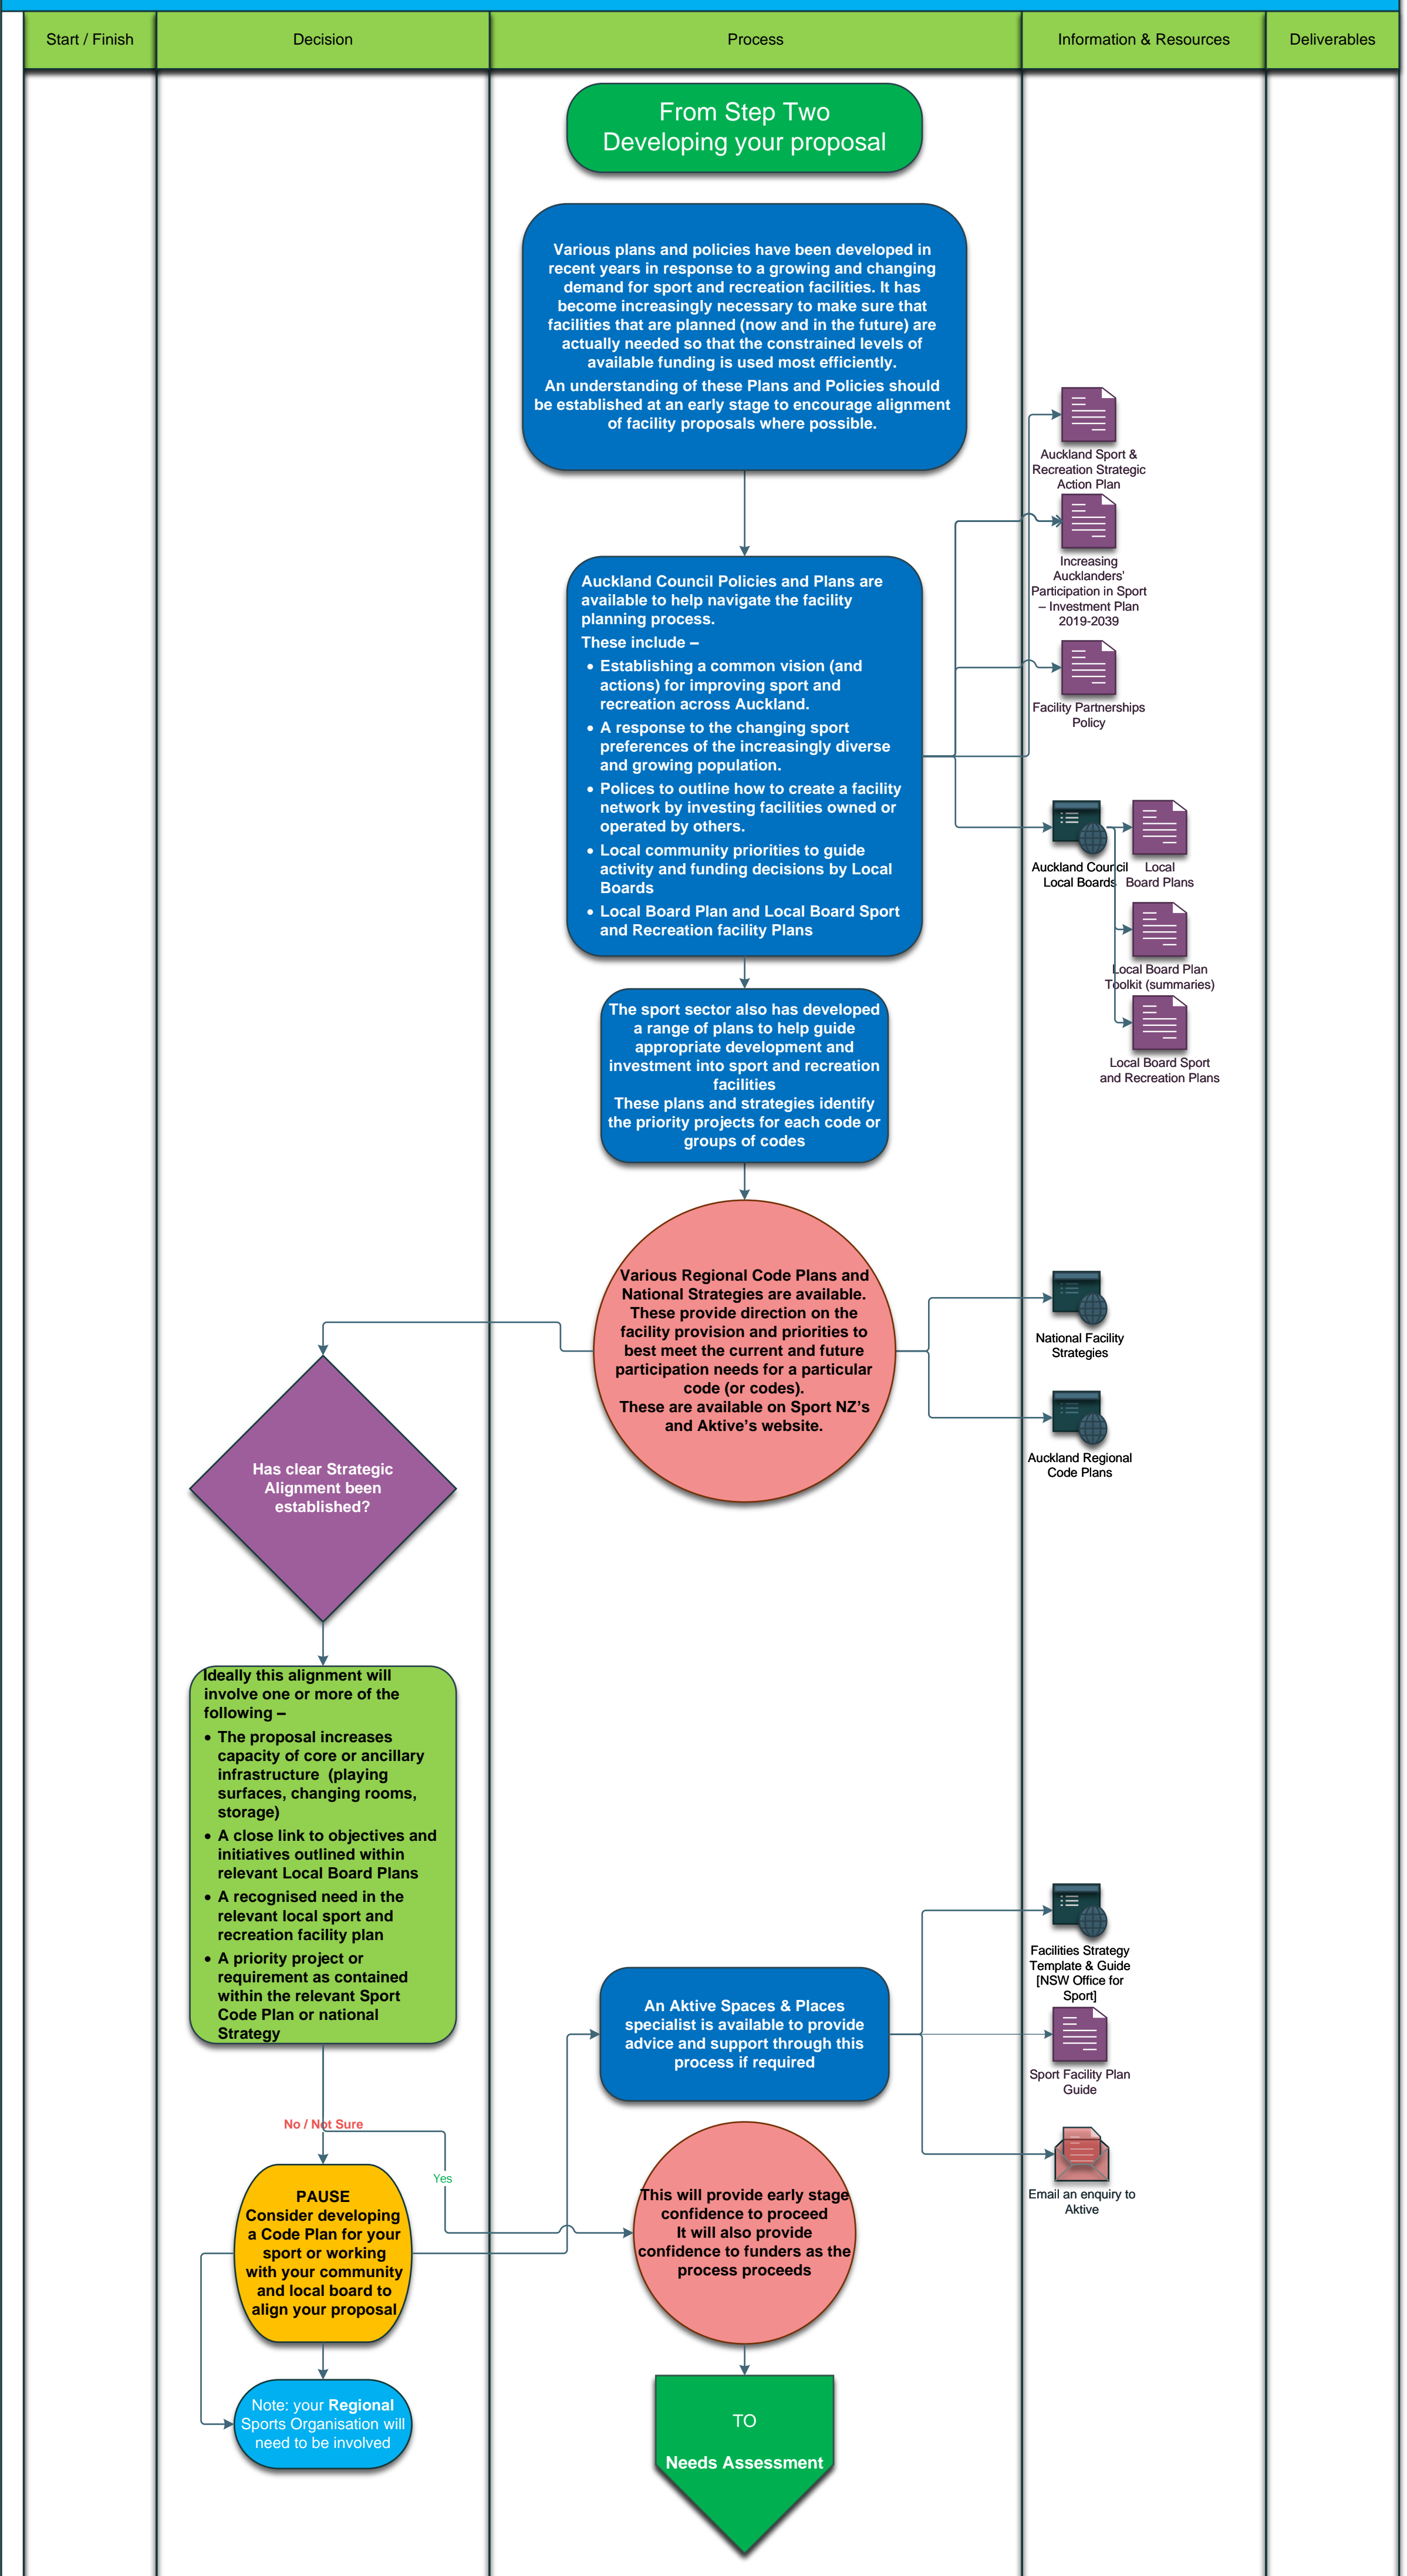 Start / Finish
Decision
Process
Information & Resources
Deliverables
From Step Two
Developing your proposal
Various plans and policies have been developed in
recent years in response to a growing and changing
demand for sport and recreation facilities. It has
become increasingly necessary to make sure that
facilities that are planned (now and in the future) are
actually needed so that the constrained levels of
available funding is used most efficiently.
An understanding of these Plans and Policies should
be established at an early stage to encourage alignment
of facility proposals where possible.
Auckland Sport &
Recreation Strategic
Action Plan
Increasing
Aucklanders'
Participation in Sport
– Investment Plan
2019-2039
Facility Partnerships
Policy
Auckland Council Policies and Plans are
available to help navigate the facility
planning process.
These include –
• Establishing a common vision (and
actions) for improving sport and
recreation across Auckland.
• A response to the changing sport
preferences of the increasingly diverse
and growing population.
• Polices to outline how to create a facility
network by investing facilities owned or
operated by others.
• Local community priorities to guide
activity and funding decisions by Local
Boards
• Local Board Plan and Local Board Sport
and Recreation facility Plans
Auckland Council
Local Boards
Local
Board Plans
Local Board Plan
Toolkit (summaries)
Local Board Sport
and Recreation Plans
The sport sector also has developed
a range of plans to help guide
appropriate development and
investment into sport and recreation
facilities
These plans and strategies identify
the priority projects for each code or
groups of codes
Various Regional Code Plans and
National Strategies are available.
These provide direction on the
facility provision and priorities to
best meet the current and future
participation needs for a particular
code (or codes).
These are available on Sport NZ's
and Aktive's website.
National Facility
Strategies
Auckland Regional
Code Plans
Has clear Strategic
Alignment been
established?
Ideally this alignment will
involve one or more of the
following –
• The proposal increases
capacity of core or ancillary
infrastructure (playing
surfaces, changing rooms,
storage)
• A close link to objectives and
initiatives outlined within
relevant Local Board Plans
• A recognised need in the
relevant local sport and
recreation facility plan
• A priority project or
requirement as contained
within the relevant Sport
Code Plan or national
Strategy
An Aktive Spaces & Places
specialist is available to provide
advice and support through this
process if required
Facilities Strategy
Template & Guide
[NSW Office for
Sport]
Sport Facility Plan
Guide
Email an enquiry to
Aktive
No / Not Sure
Yes
PAUSE
Consider developing
a Code Plan for your
sport or working
with your community
and local board to
align your proposal
This will provide early stage
confidence to proceed
It will also provide
confidence to funders as the
process proceeds
Note: your Regional
Sports Organisation will
need to be involved
TO
Needs Assessment